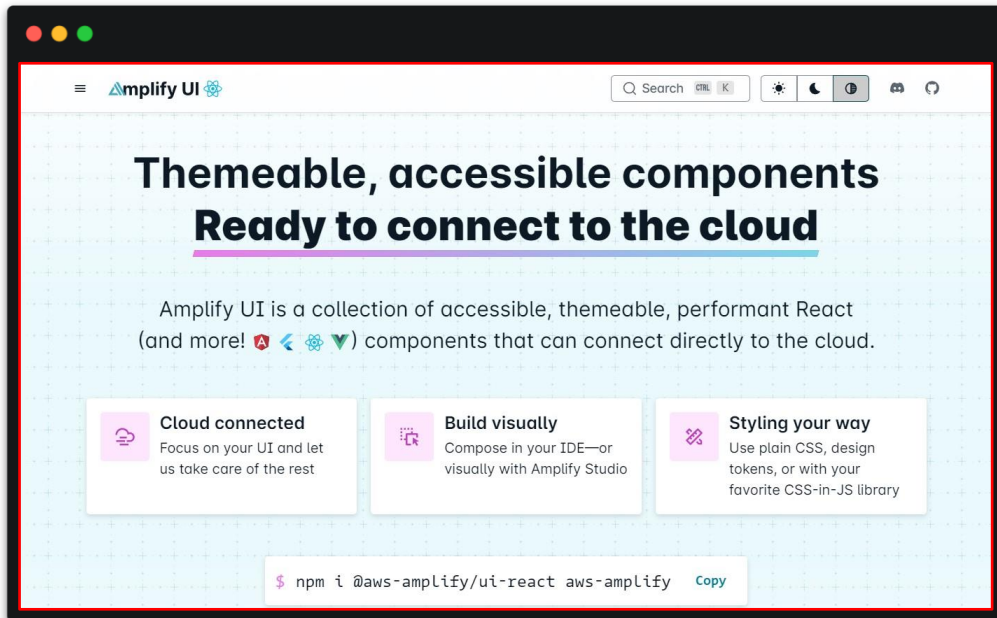 Amplify UI
Search CTRL K
Themeable, accessible components
Ready to connect to the cloud
Amplify UI is a collection of accessible, themeable, performant React
(and more! ) components that can connect directly to the cloud.
Cloud connected
Focus on your UI and let
us take care of the rest
Build visually
Compose in your IDE—or
visually with Amplify Studio
Styling your way
Use plain CSS, design
tokens, or with your
favorite CSS-in-JS library
$ npm i @aws-amplify/ui-react aws-amplify Copy